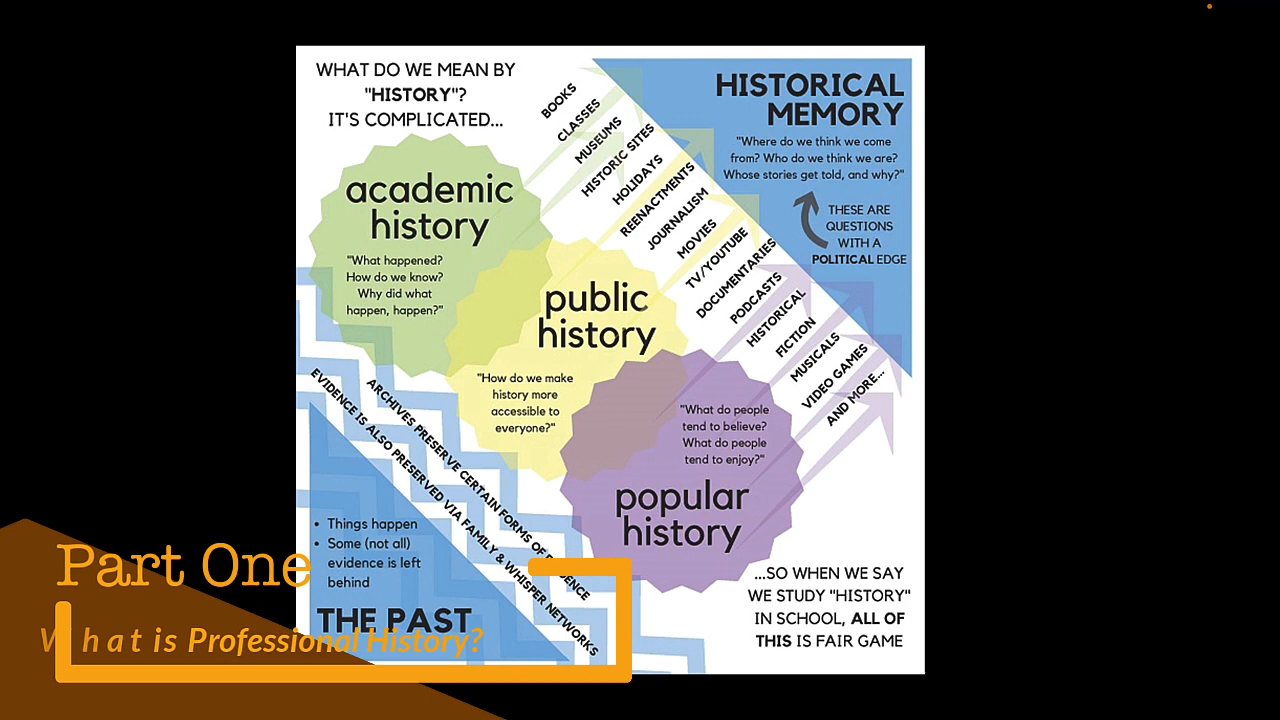 WHAT DO WE MEAN BY
"HISTORY"?
IT'S COMPLICATED...
academic
history
"What happened?
How do we know?
Why did what
happen, happen?"
public
history
"How do we make
history more
accessible to
everyone?"
"What do people
tend to believe?
What do people
tend to enjoy?"
popular
history
BOOKS
CLASSES
MUSEUMS
HISTORIC SITES
HOLIDAYS
REENACTMENTS
JOURNALISM
MOVIES
TV/YOUTUBE
DOCUMENTARIES
PODCASTS
HISTORICAL
FICTION
MUSICALS
VIDEO GAMES
AND MORE...
HISTORICAL
MEMORY
"Where do we think we come
from? Who do we think we are?
Whose stories get told, and why?"
THESE ARE
QUESTIONS
WITH A
POLITICAL EDGE
ARCHIVES PRESERVE CERTAIN FORMS OF EVIDENCE
EVIDENCE IS ALSO PRESERVED VIA FAMILY & WHISPER NETWORKS
• Things happen
• Some (not all)
evidence is left
behind
THE PAST
...SO WHEN WE SAY
WE STUDY "HISTORY"
IN SCHOOL, ALL OF
THIS IS FAIR GAME
Part One
What is Professional History?